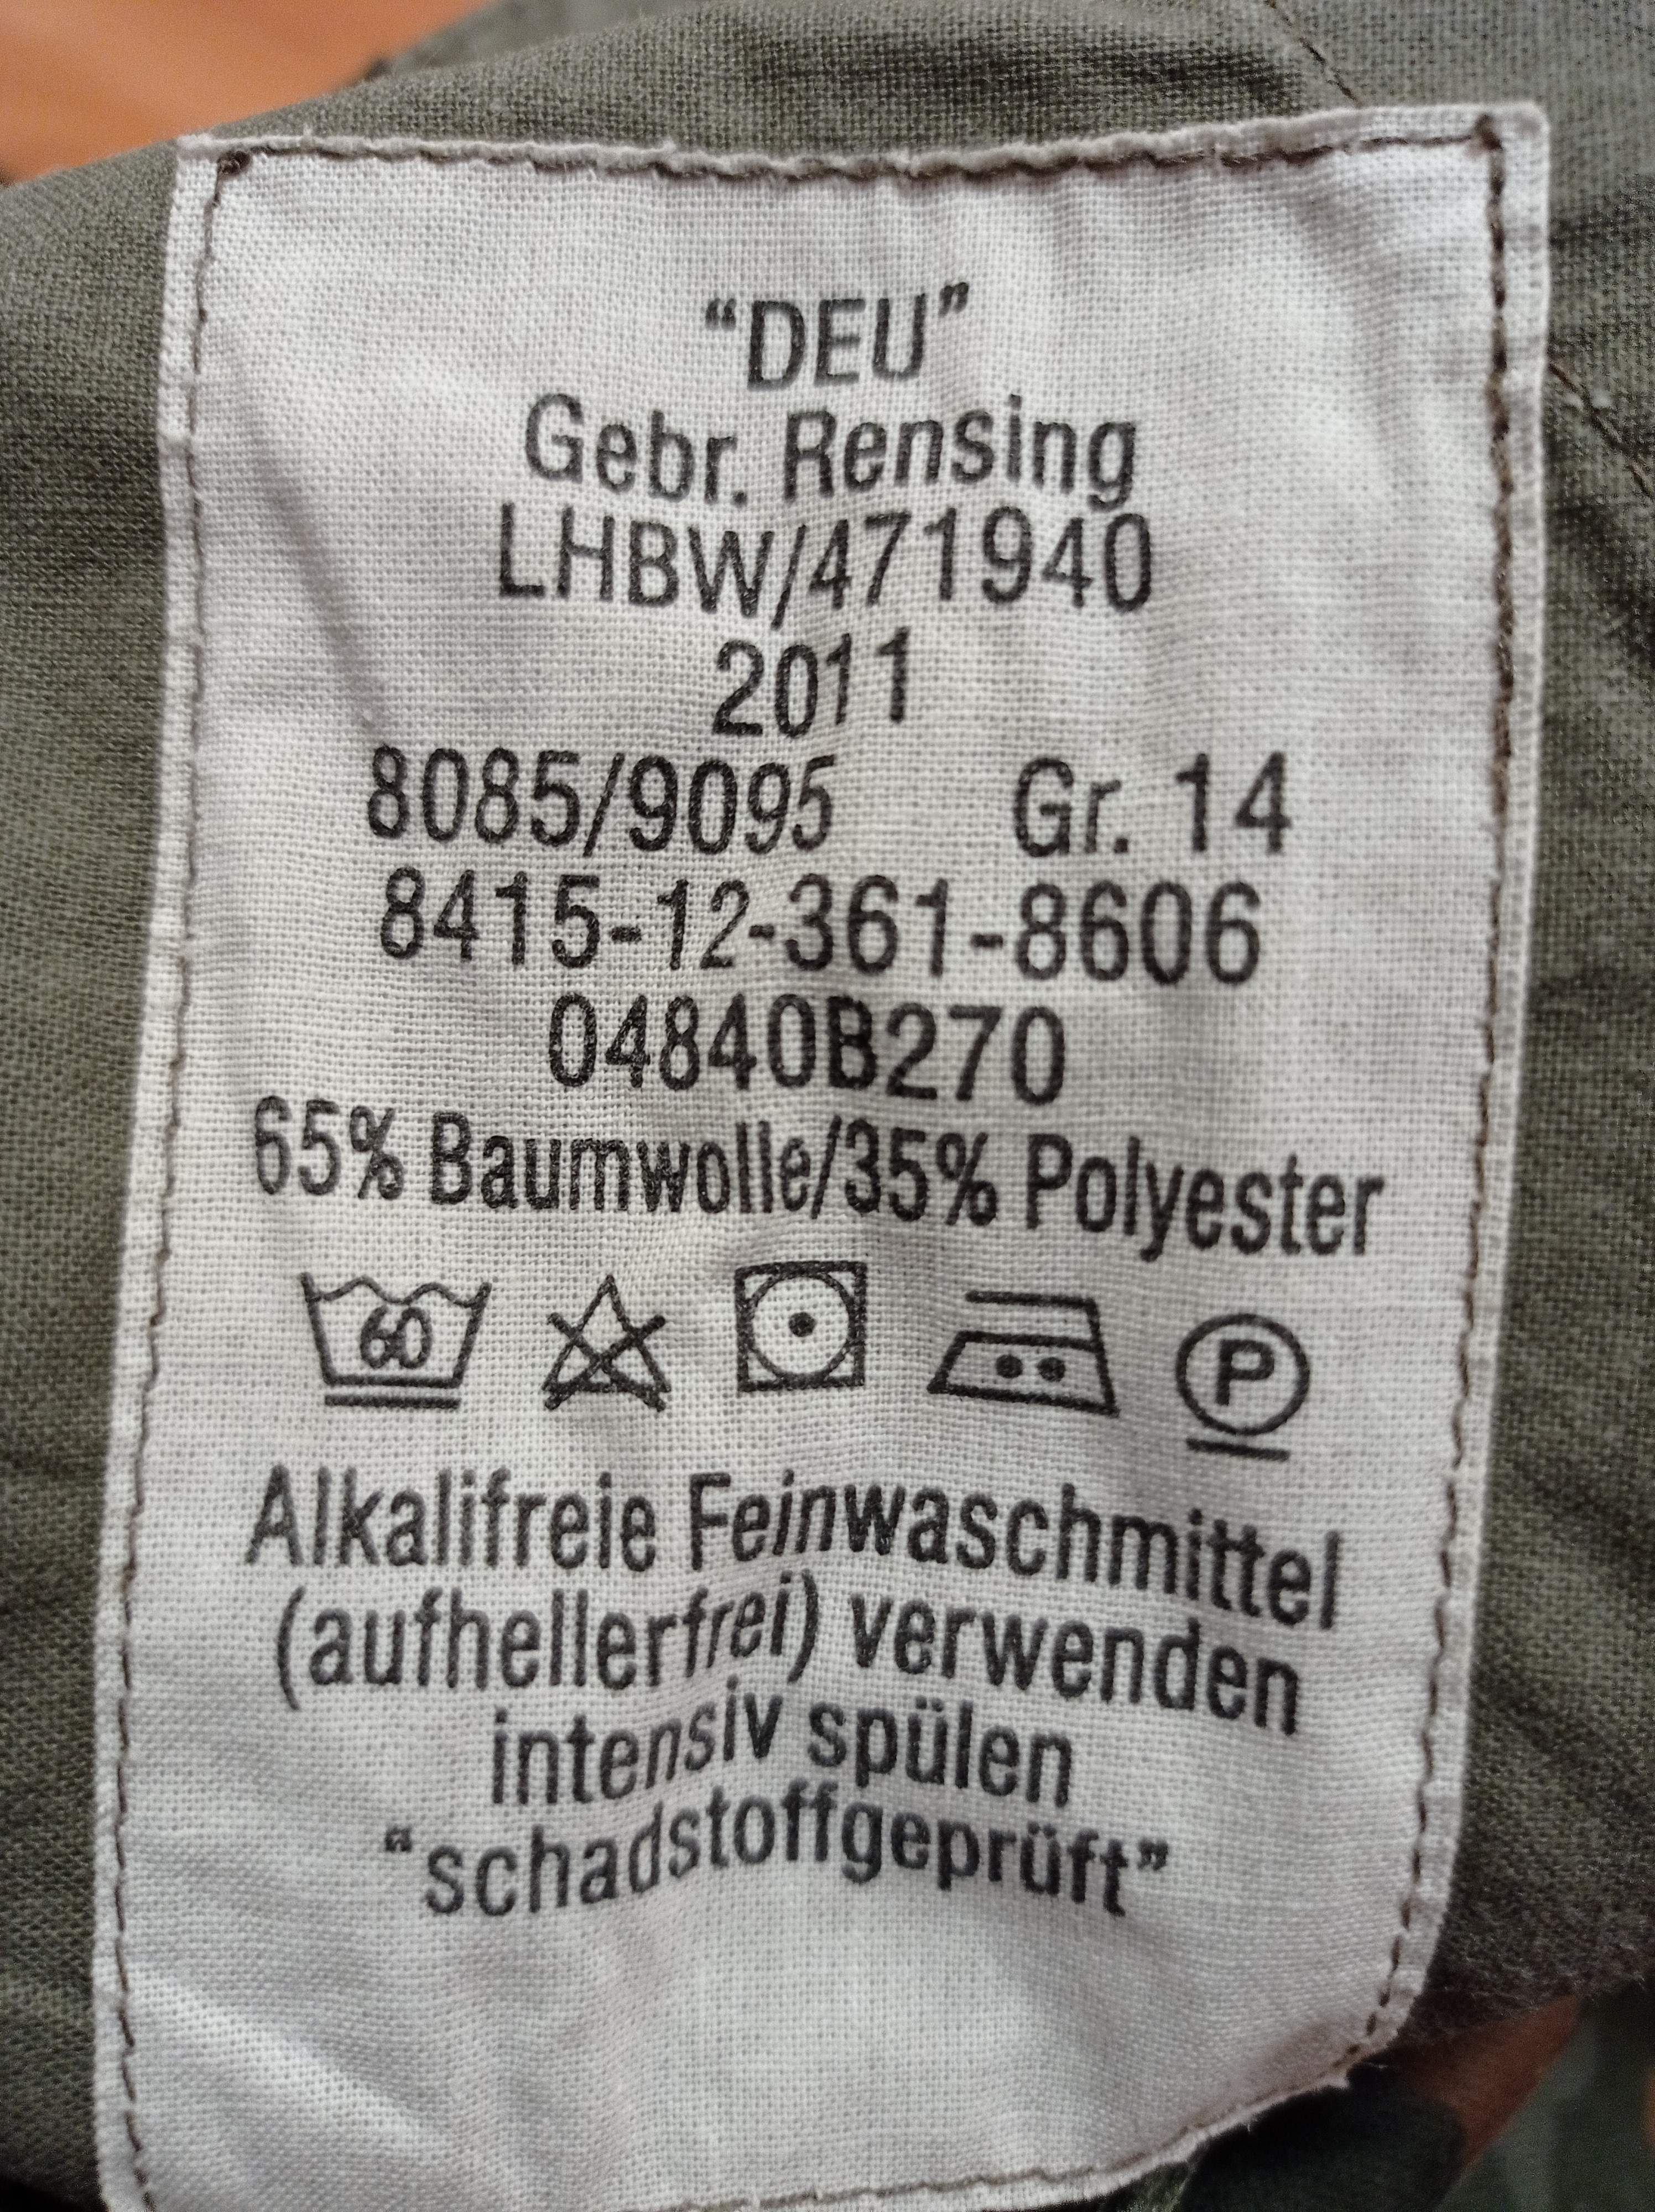 “DEU”
Gebr. Rensing
LHBW/471940
2011
8085/9095 Gr. 14
8415-12-361-8606
04840B270
65% Baumwolle/35% Polyester
60 P
Alkalifreie Feinwaschmittel
(aufhellerfrei) verwenden
intensiv spülen
“schadstoffgeprüft”